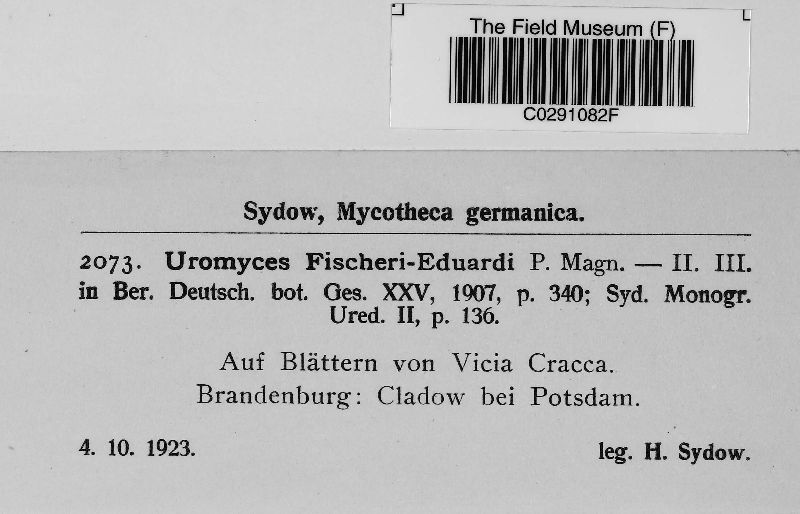 The Field Museum (F)
C0291082F
Sydow, Mycotheca germanica.
2073. Uromyces Fischeri-Eduardi P. Magn. — II. III.
in Ber. Deutsch. bot. Ges. XXV, 1907, p. 340; Syd. Monogr.
Ured. II, p. 136.
Auf Blättern von Vicia Cracca.
Brandenburg: Cladow bei Potsdam.
4. 10. 1923. leg. H. Sydow.